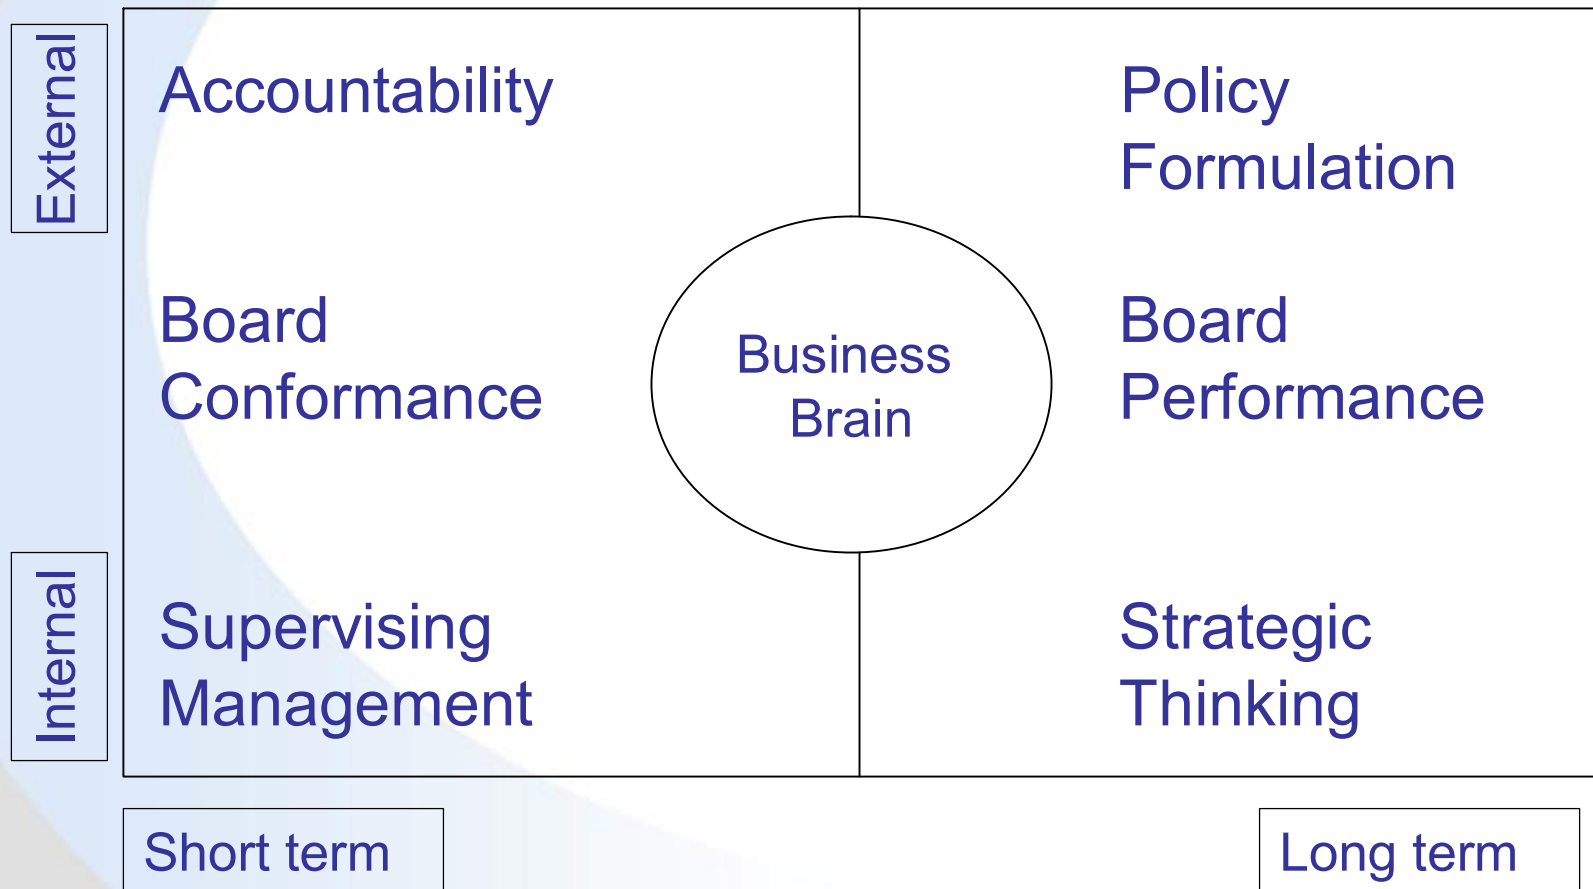 External
Accountability
Policy
Formulation
Board
Conformance
Business
Brain
Board
Performance
Internal
Supervising
Management
Strategic
Thinking
Short term
Long term